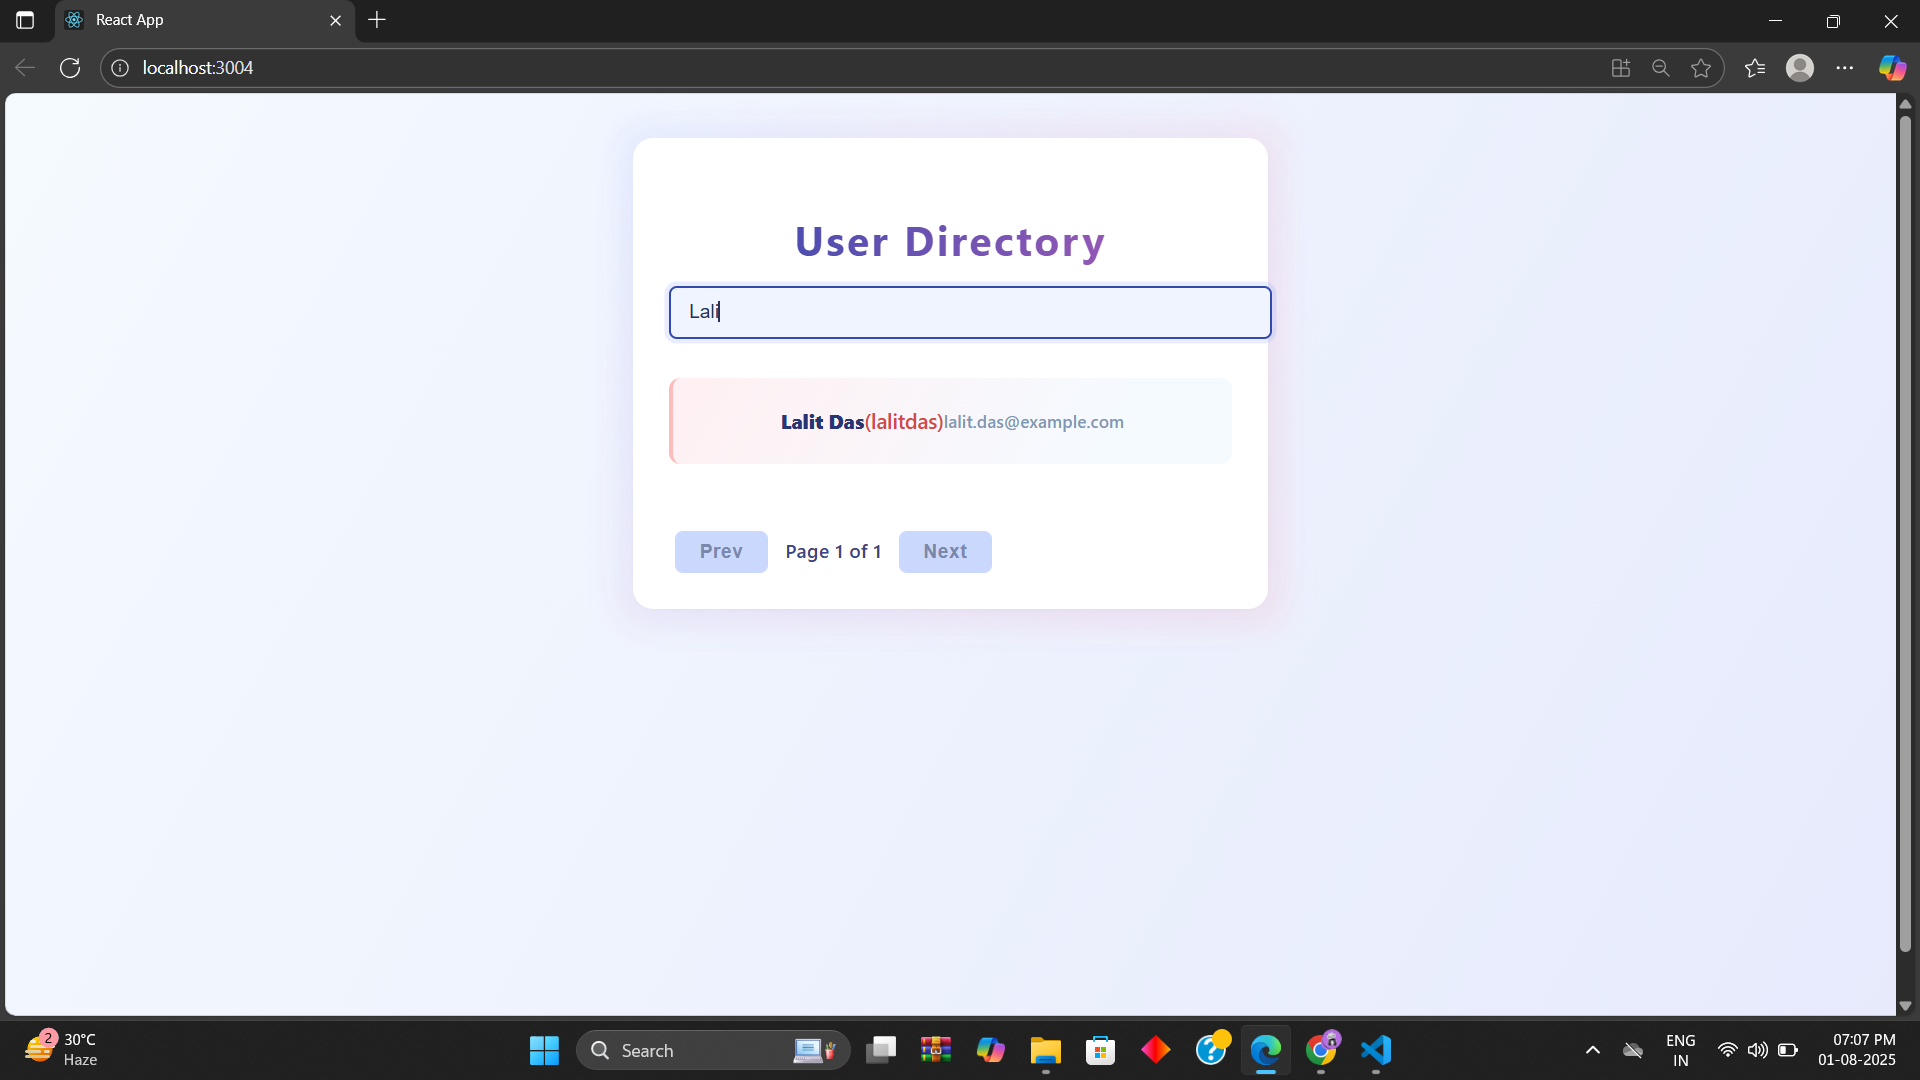 React App
localhost:3004
User Directory
Lali
Lalit Das(lalitdas)lalit.das@example.com
Prev Page 1 of 1 Next
2
30°C
Haze
Search
ENG
IN
07:07 PM
01-08-2025